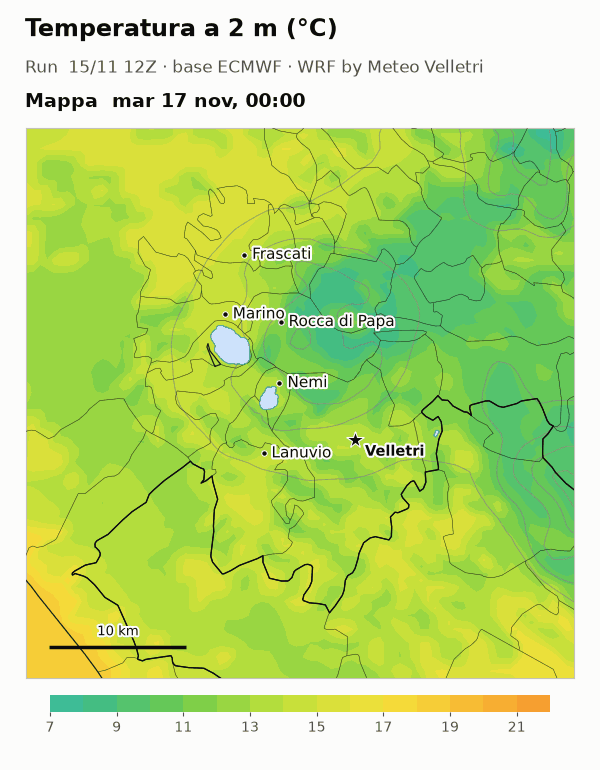 Temperatura a 2 m (°C)
Run  15/11 12Z · base ECMWF · WRF by Meteo Velletri
Mappa  mar 17 nov, 00:00
Frascati
Marino
Rocca di Papa
Nemi
Velletri
Lanuvio
10 km
7 9 11 13 15 17 19 21